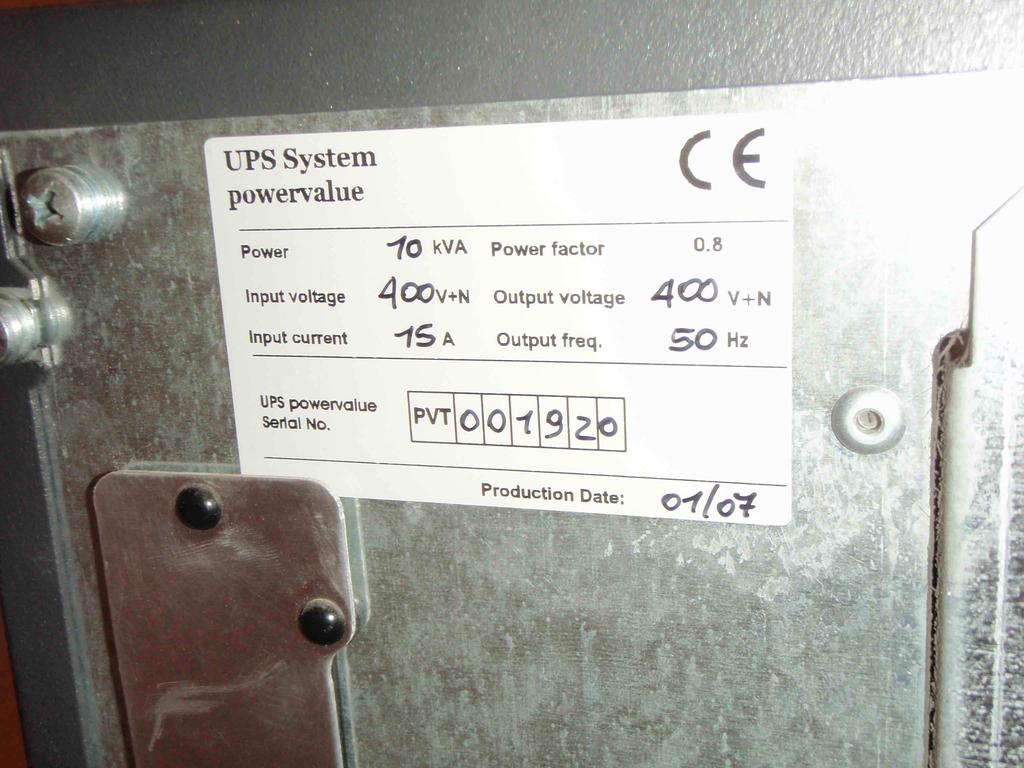 UPS System CE
powervalue
Power 10 kVA Power factor 0.8
Input voltage 400 V+N Output voltage 400 V+N
Input current 15 A Output freq. 50 Hz
UPS powervalue
Serial No. PVT 001920
Production Date: 01/07